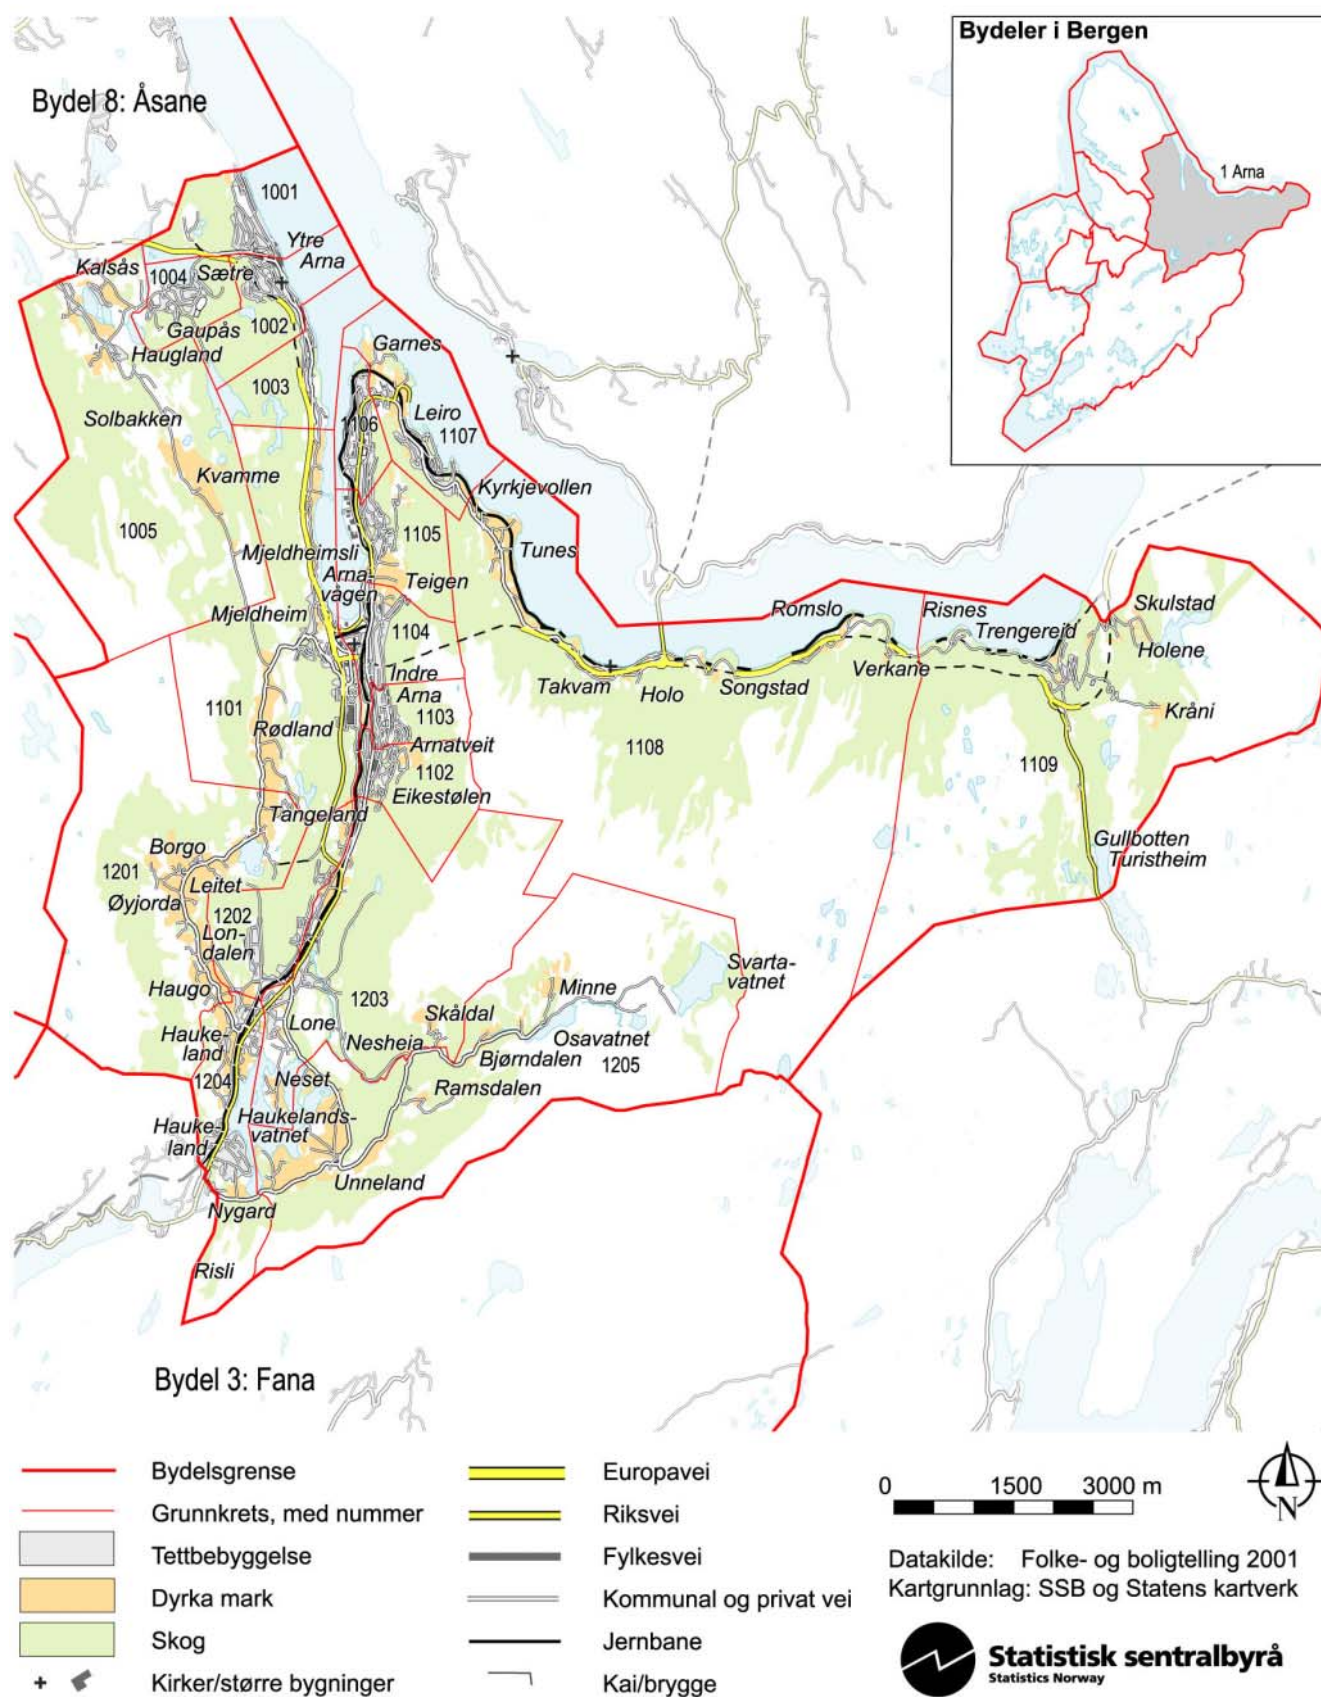 Bydeler i Bergen
1 Arna
Bydel 8: Åsane
1001
Ytre
Arna
Kalsås
1004
Sætre
Gaupås
1002
Haugland
1003
Garnes
Solbakken
1106
Leiro
1107
Kvamme
Kyrkjevollen
1005
1105
Mjeldheimsli
Tunes
Arna-
vågen
Teigen
Mjeldheim
1104
Romslo
Risnes
Skulstad
Trengereid
Holene
Indre
Arna
Takvam
Holo
Songstad
Verkane
1101
1103
Kråni
Rødland
Arnatveit
1108
1102
1109
Eikestølen
Tangeland
Borgo
Gullbotten
Turistheim
1201
Leitet
Øyjorda
1202
Lon-
dalen
Svarta-
vatnet
Haugo
Minne
1203
Skåldal
Hauke-
land
Lone
Nesheia
Osavatnet
Bjørndalen
1205
1204
Neset
Ramsdalen
Haukelands-
vatnet
Hauke-
land
Unneland
Nygard
Risli
Bydel 3: Fana
Bydelsgrense
Grunnkrets, med nummer
Tettbebyggelse
Dyrka mark
Skog
Kirker/større bygninger
Europavei
Riksvei
Fylkesvei
Kommunal og privat vei
Jernbane
Kai/brygge
0 1500 3000 m
N
Datakilde: Folke- og boligtelling 2001
Kartgrunnlag: SSB og Statens kartverk
Statistisk sentralbyrå
Statistics Norway